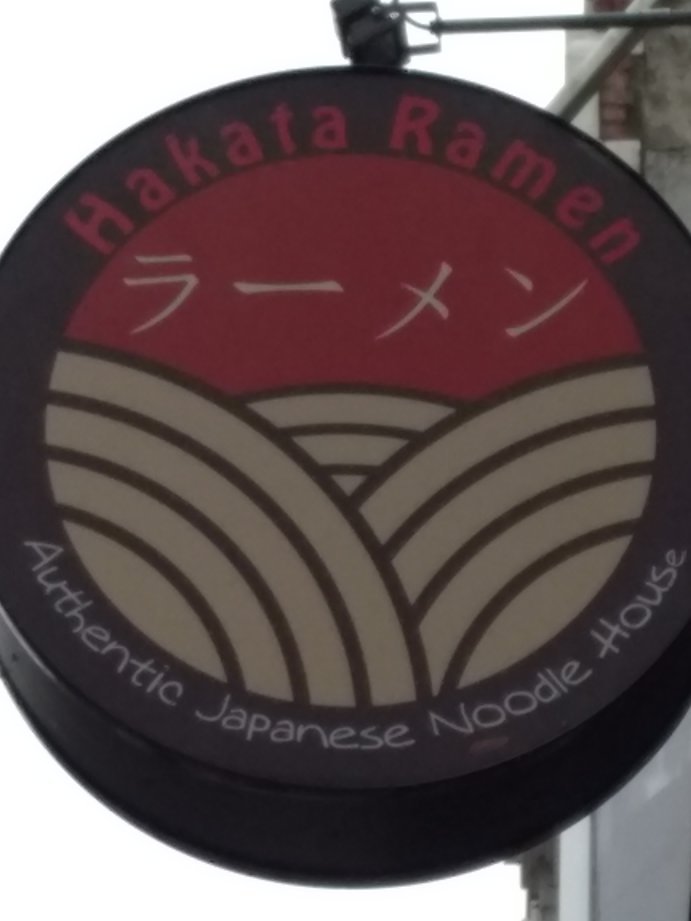 Hakata Ramen
ラーメン
Authentic Japanese Noodle House